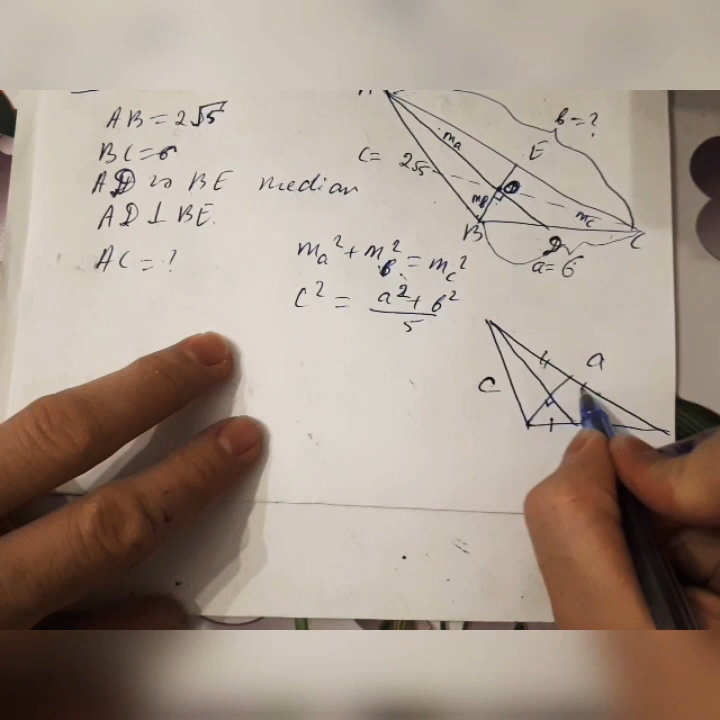 AB = 2√5
BC = 6
AD və BE median
AD ⊥ BE.
AC = ?
b = ?
E
ma
C = 2√5
mb
mc
B
D
C
a = 6
ma² + mb² = mc²
c² = a² + b² / 5
a
C